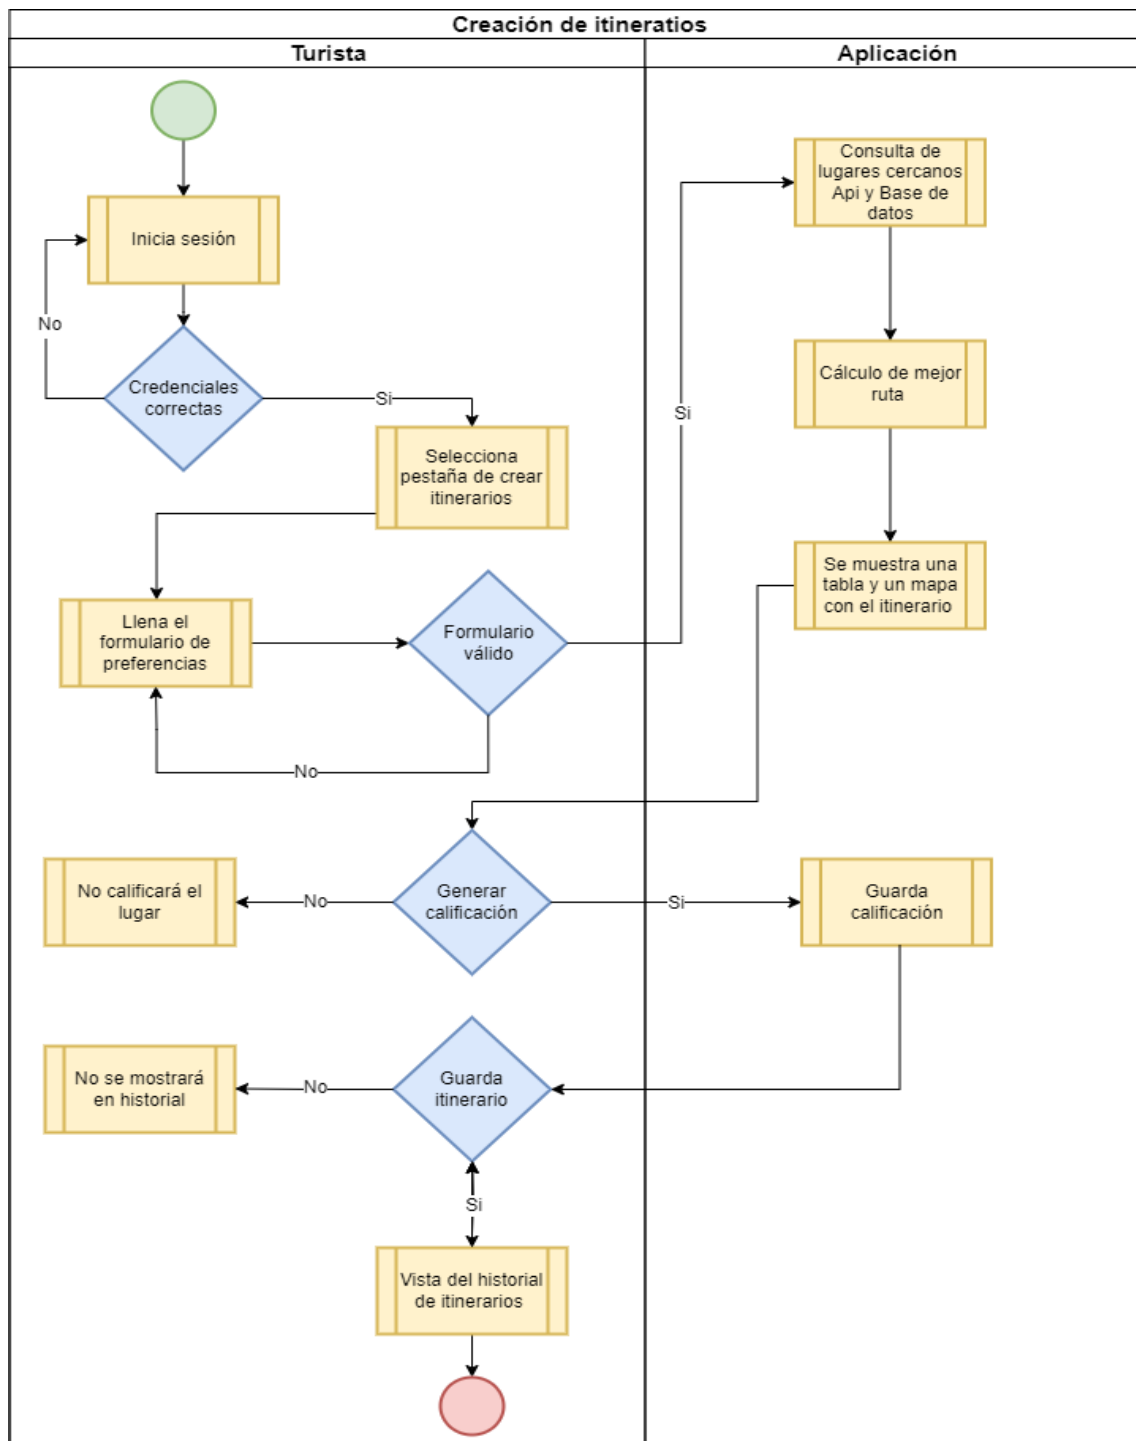 Creación de itineratios
Turista
Aplicación
Consulta de
lugares cercanos
Api y Base de
datos
Inicia sesión
No
Credenciales
correctas
Si
Cálculo de mejor
ruta
Si
Selecciona
pestaña de crear
itinerarios
Se muestra una
tabla y un mapa
con el itinerario
Llena el
formulario de
preferencias
Formulario
válido
No
No calificará el
lugar
No
Generar
calificación
Si
Guarda
calificación
No se mostrará
en historial
No
Guarda
itinerario
Si
Vista del historial
de itinerarios